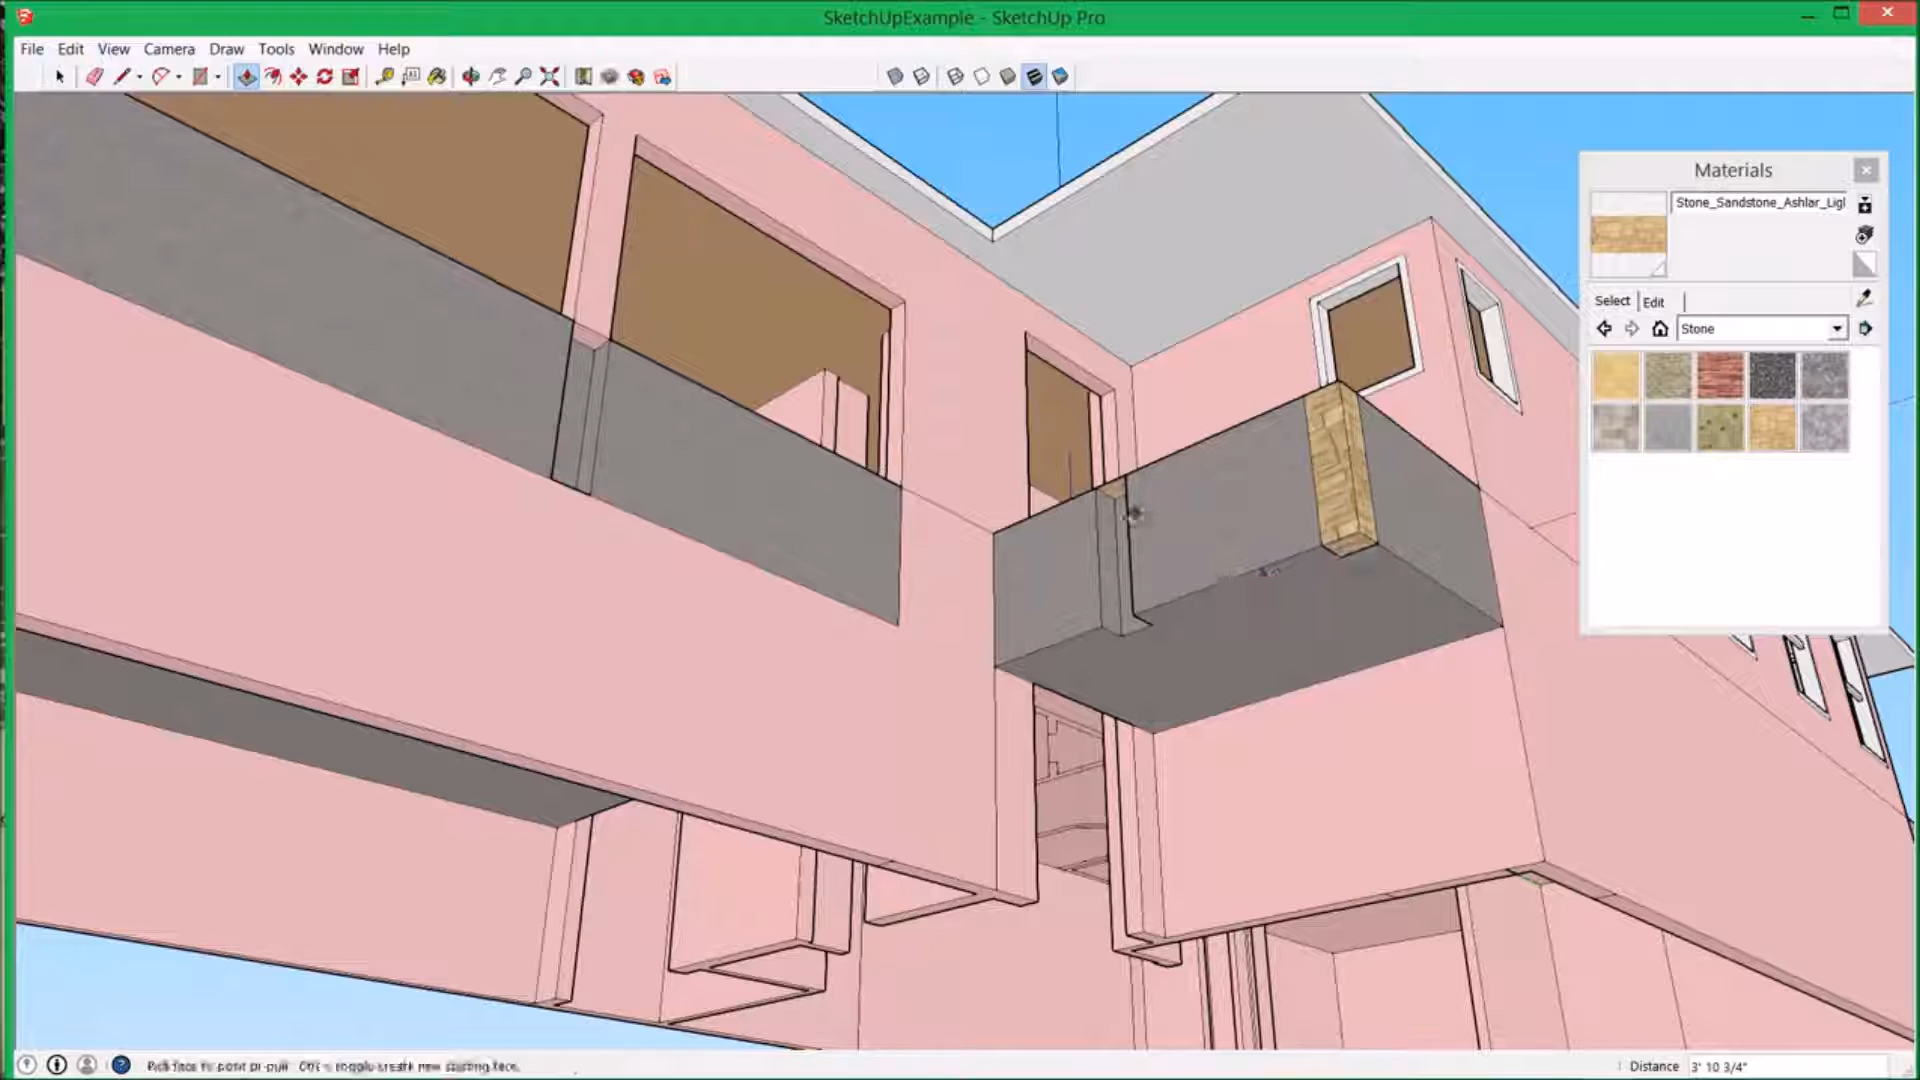 SketchUpExample - SketchUp Pro
File Edit View Camera Draw Tools Window Help
Materials
Stone_Sandstone_Ashlar_Ligl
Select Edit
Stone
Distance 3' 10 3/4"